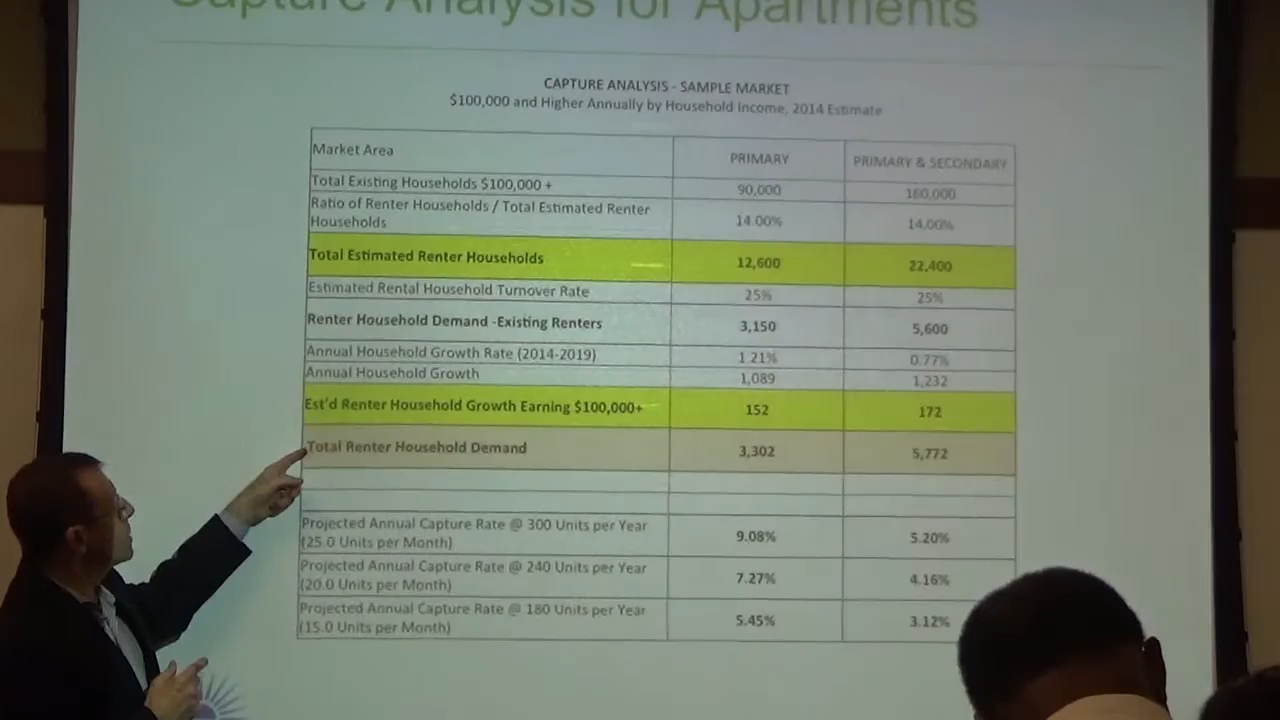 Capture Analysis for Apartments
CAPTURE ANALYSIS - SAMPLE MARKET
$100,000 and Higher Annually by Household Income, 2014 Estimate
Market Area PRIMARY PRIMARY & SECONDARY
Total Existing Households $100,000 + 90,000 160,000
Ratio of Renter Households / Total Estimated Renter
Households 14.00% 14.00%
Total Estimated Renter Households 12,600 22,400
Estimated Rental Household Turnover Rate 25% 25%
Renter Household Demand -Existing Renters 3,150 5,600
Annual Household Growth Rate (2014-2019) 1 21% 0.77%
Annual Household Growth 1,089 1,232
Est'd Renter Household Growth Earning $100,000+ 152 172
Total Renter Household Demand 3,302 5,772
Projected Annual Capture Rate @ 300 Units per Year
(25.0 Units per Month) 9.08% 5.20%
Projected Annual Capture Rate @ 240 Units per Year
(20.0 Units per Month) 7.27% 4.16%
Projected Annual Capture Rate @ 180 Units per Year
(15.0 Units per Month) 5.45% 3.12%